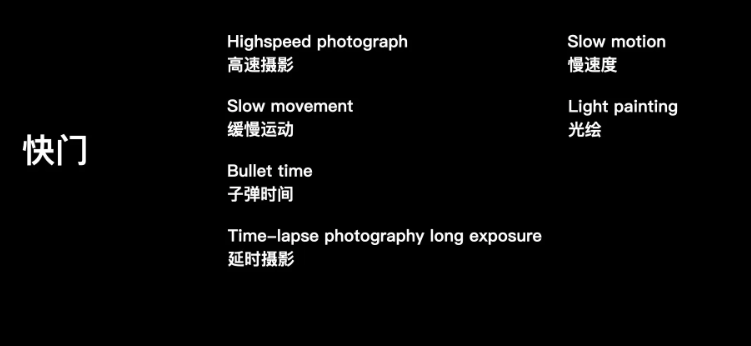 快门
Highspeed photograph
高速摄影
Slow movement
缓慢运动
Bullet time
子弹时间
Time-lapse photography long exposure
延时摄影
Slow motion
慢速度
Light painting
光绘